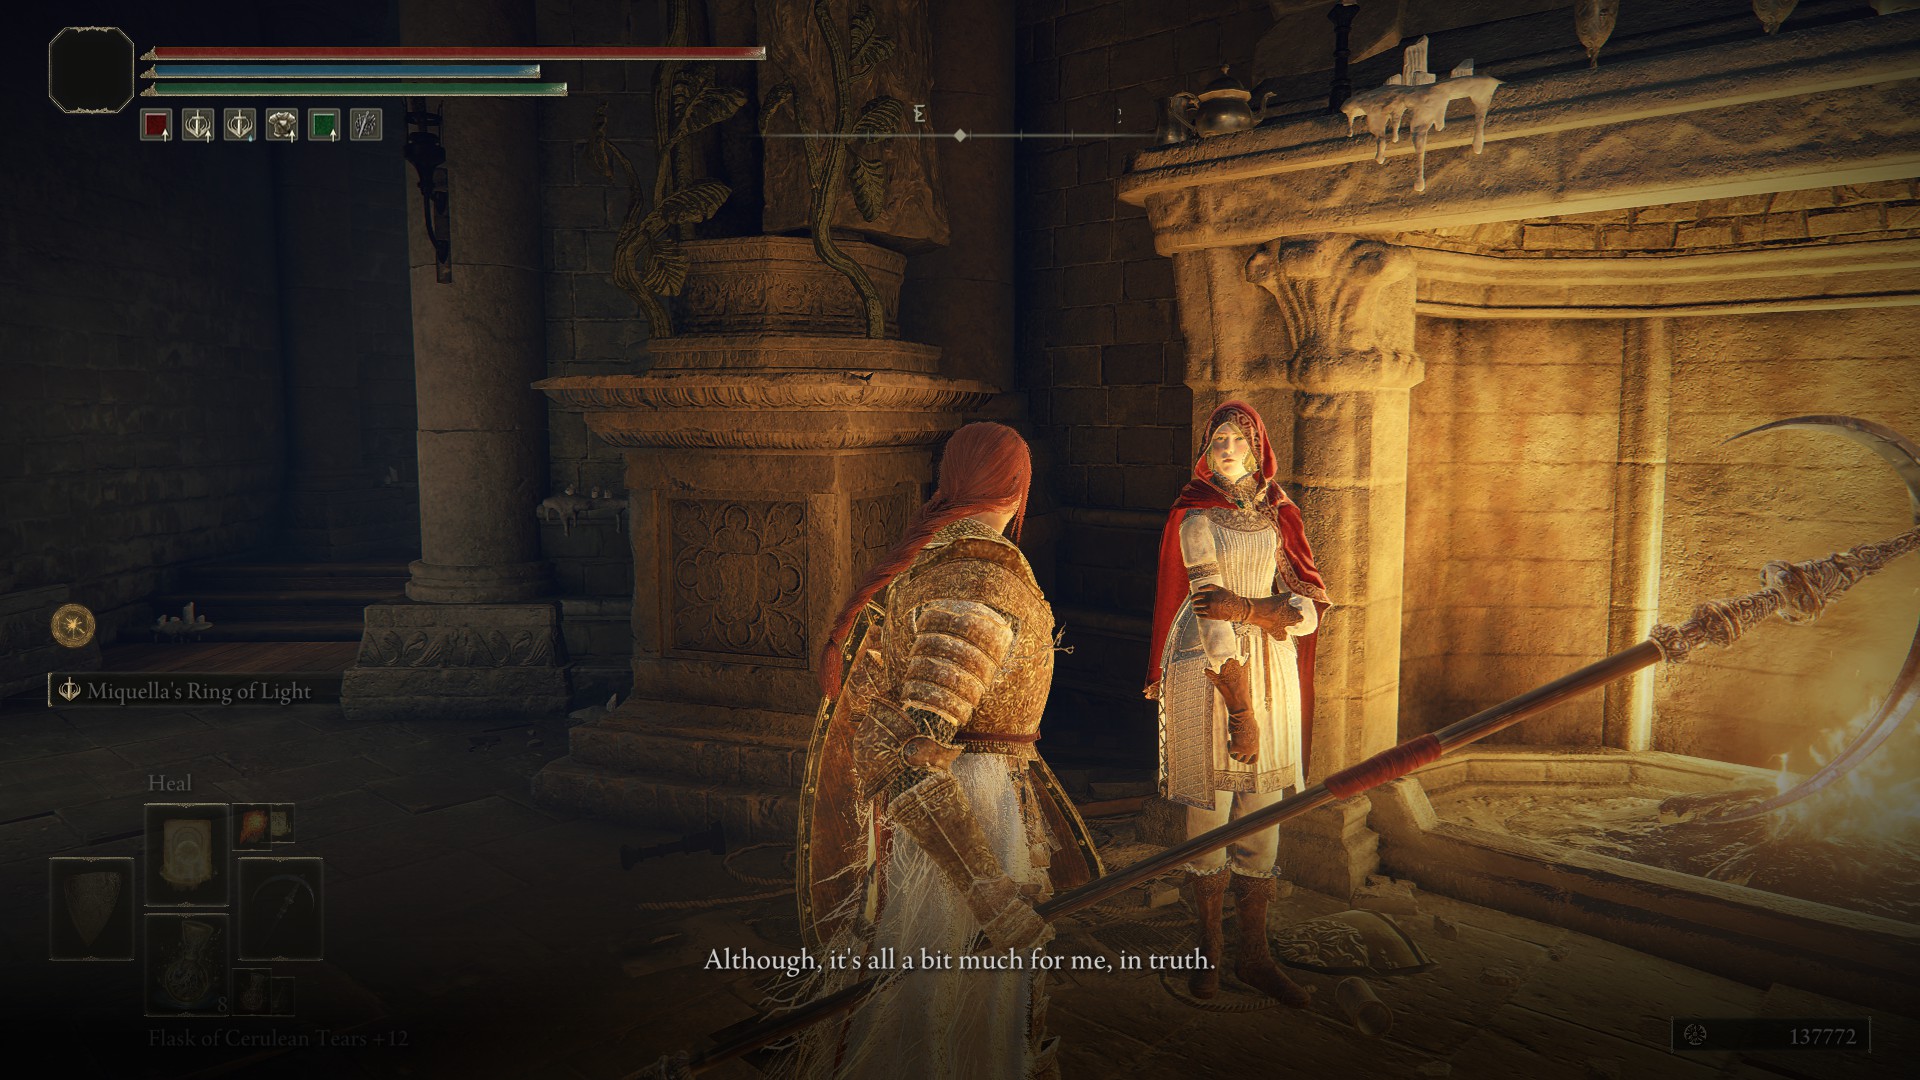 E
Miquella's Ring of Light
Heal
8
Flask of Cerulean Tears +12
Although, it's all a bit much for me, in truth.
137772